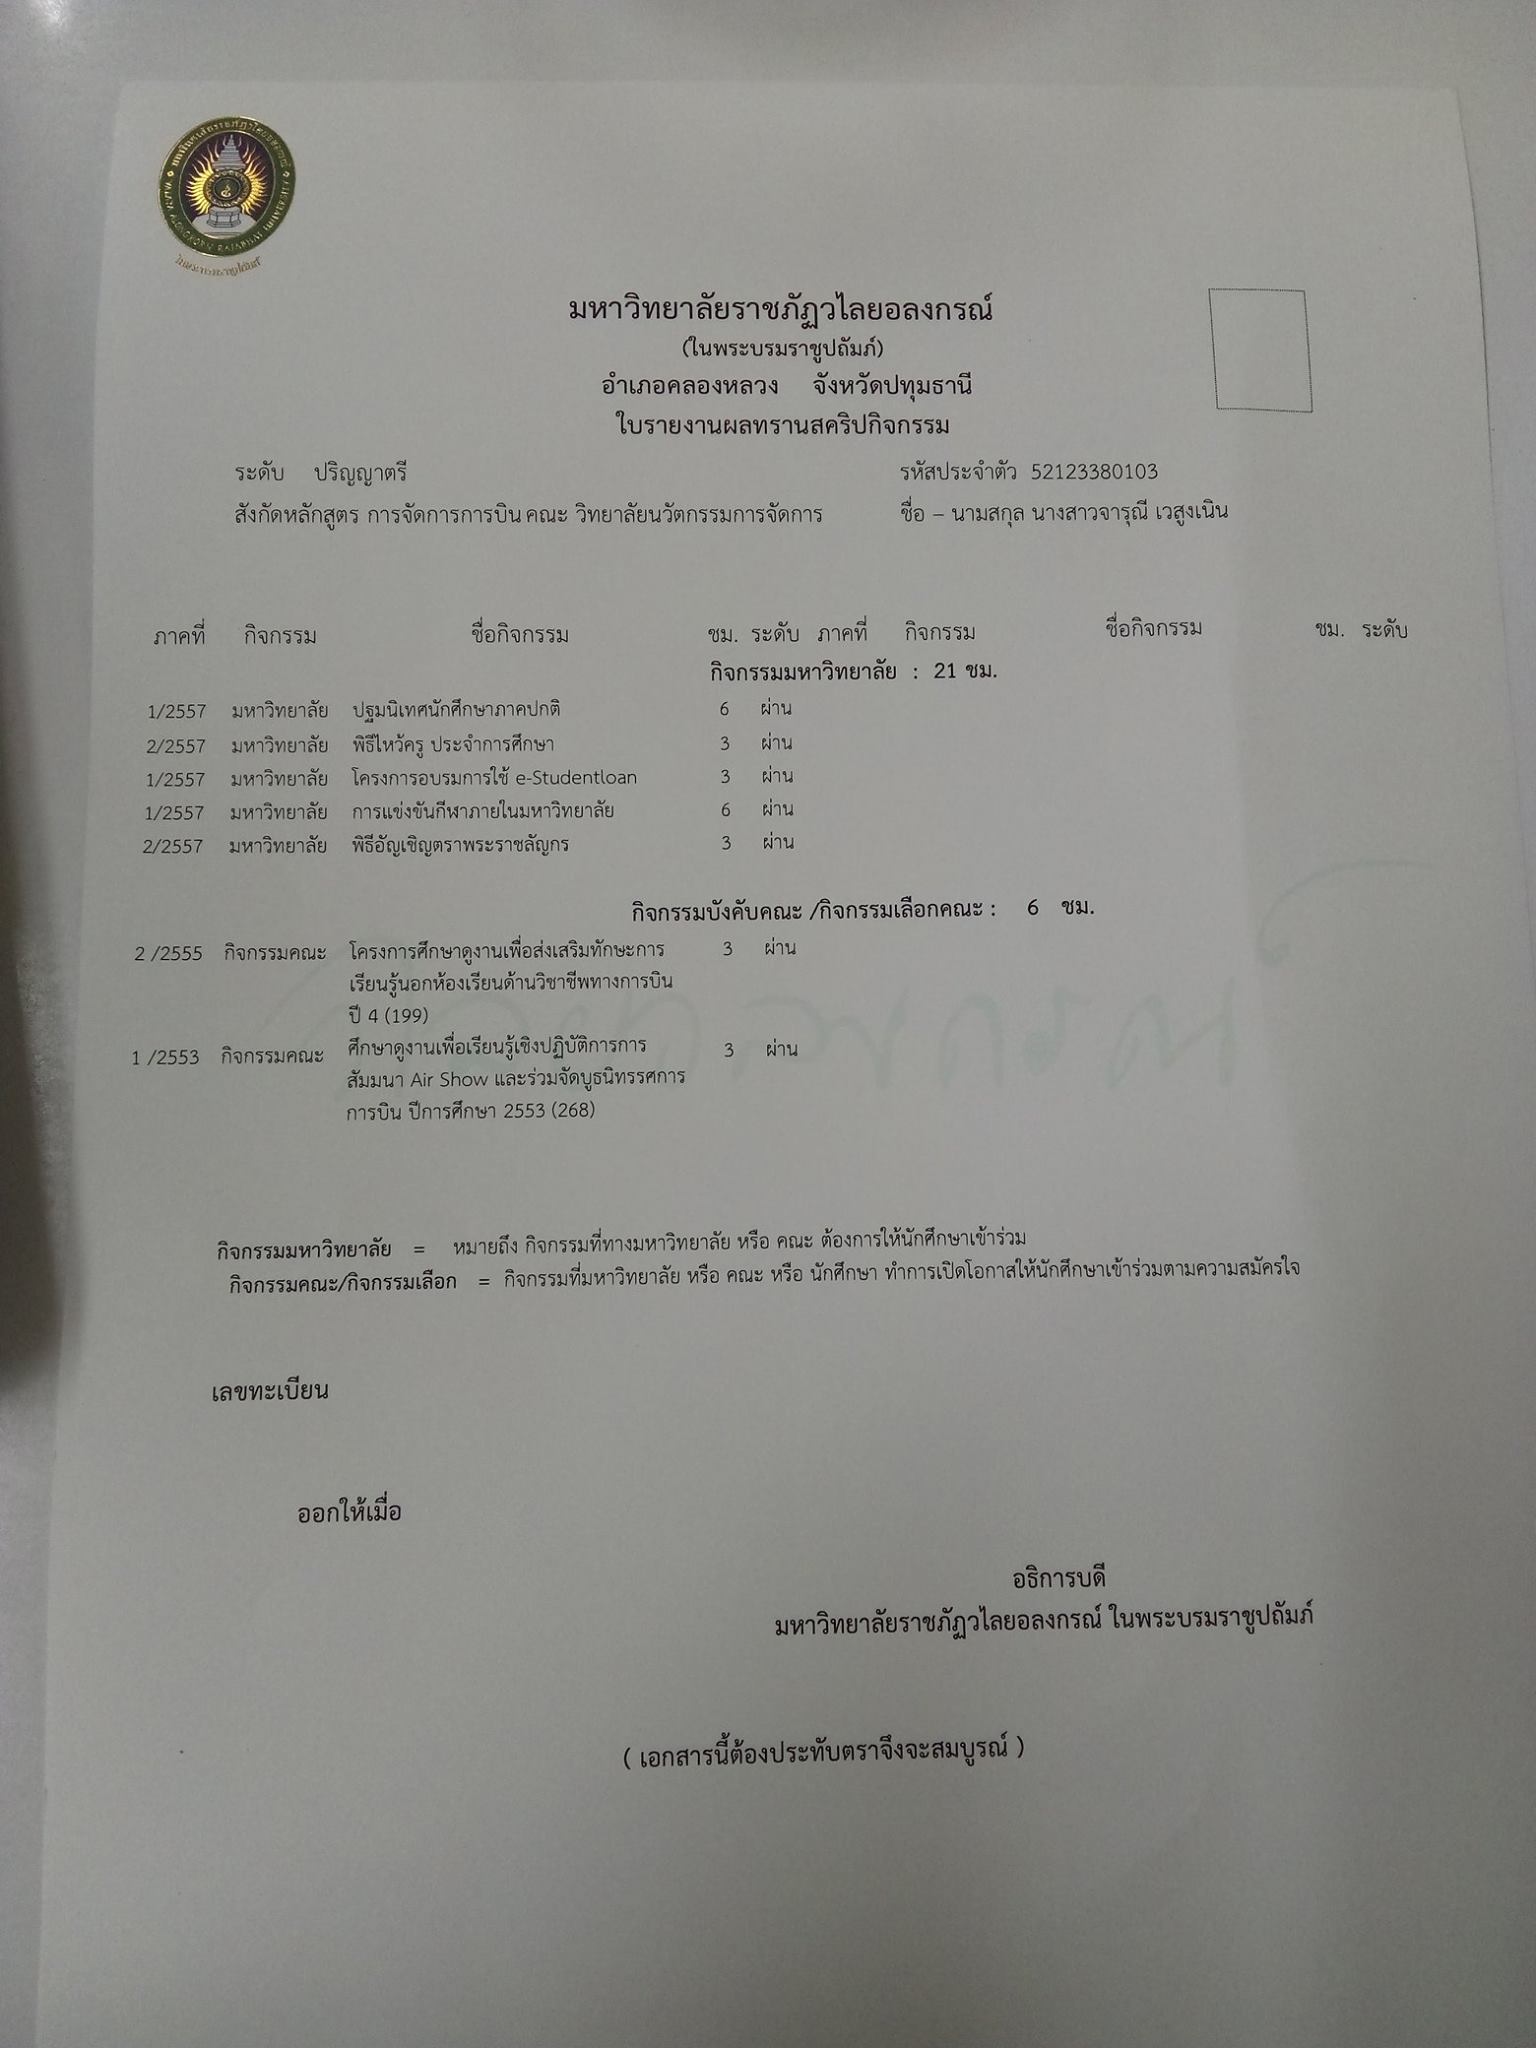 มหาวิทยาลัยราชภัฏวไลยอลงกรณ์
(ในพระบรมราชูปถัมภ์)
อำเภอคลองหลวง จังหวัดปทุมธานี
ใบรายงานผลทรานสคริปกิจกรรม
ระดับ ปริญญาตรี รหัสประจำตัว 52123380103
สังกัดหลักสูตร การจัดการการบิน คณะ วิทยาลัยนวัตกรรมการจัดการ ชื่อ – นามสกุล นางสาวจารุณี เวสูงเนิน
ภาคที่ กิจกรรม ชื่อกิจกรรม ชม. ระดับ ภาคที่ กิจกรรม ชื่อกิจกรรม ชม. ระดับ
กิจกรรมมหาวิทยาลัย : 21 ชม.
1/2557 มหาวิทยาลัย ปฐมนิเทศนักศึกษาภาคปกติ 6 ผ่าน
2/2557 มหาวิทยาลัย พิธีไหว้ครู ประจำการศึกษา 3 ผ่าน
1/2557 มหาวิทยาลัย โครงการอบรมการใช้ e-Studentloan 3 ผ่าน
1/2557 มหาวิทยาลัย การแข่งขันกีฬาภายในมหาวิทยาลัย 6 ผ่าน
2/2557 มหาวิทยาลัย พิธีอัญเชิญตราพระราชลัญกร 3 ผ่าน
กิจกรรมบังคับคณะ /กิจกรรมเลือกคณะ : 6 ชม.
2 /2555 กิจกรรมคณะ โครงการศึกษาดูงานเพื่อส่งเสริมทักษะการ 3 ผ่าน
เรียนรู้นอกห้องเรียนด้านวิชาชีพทางการบิน
ปี 4 (199)
1 /2553 กิจกรรมคณะ ศึกษาดูงานเพื่อเรียนรู้เชิงปฏิบัติการการ 3 ผ่าน
สัมมนา Air Show และร่วมจัดบูธนิทรรศการ
การบิน ปีการศึกษา 2553 (268)
กิจกรรมมหาวิทยาลัย = หมายถึง กิจกรรมที่ทางมหาวิทยาลัย หรือ คณะ ต้องการให้นักศึกษาเข้าร่วม
กิจกรรมคณะ/กิจกรรมเลือก = กิจกรรมที่มหาวิทยาลัย หรือ คณะ หรือ นักศึกษา ทำการเปิดโอกาสให้นักศึกษาเข้าร่วมตามความสมัครใจ
เลขทะเบียน
ออกให้เมื่อ
อธิการบดี
มหาวิทยาลัยราชภัฏวไลยอลงกรณ์ ในพระบรมราชูปถัมภ์
( เอกสารนี้ต้องประทับตราจึงจะสมบูรณ์ )